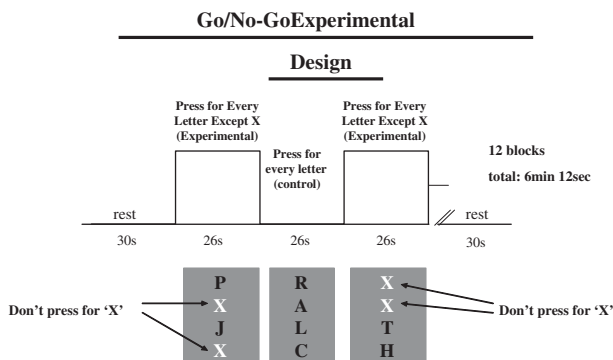 Go/No-GoExperimental
Design
Press for Every
Letter Except X
(Experimental)
Press for
every letter
(control)
Press for Every
Letter Except X
(Experimental)
12 blocks
total: 6min 12sec
rest
rest
30s
26s
26s
26s
30s
P
X
J
X
R
A
L
C
X
X
T
H
Don't press for ‘X’
Don't press for ‘X’